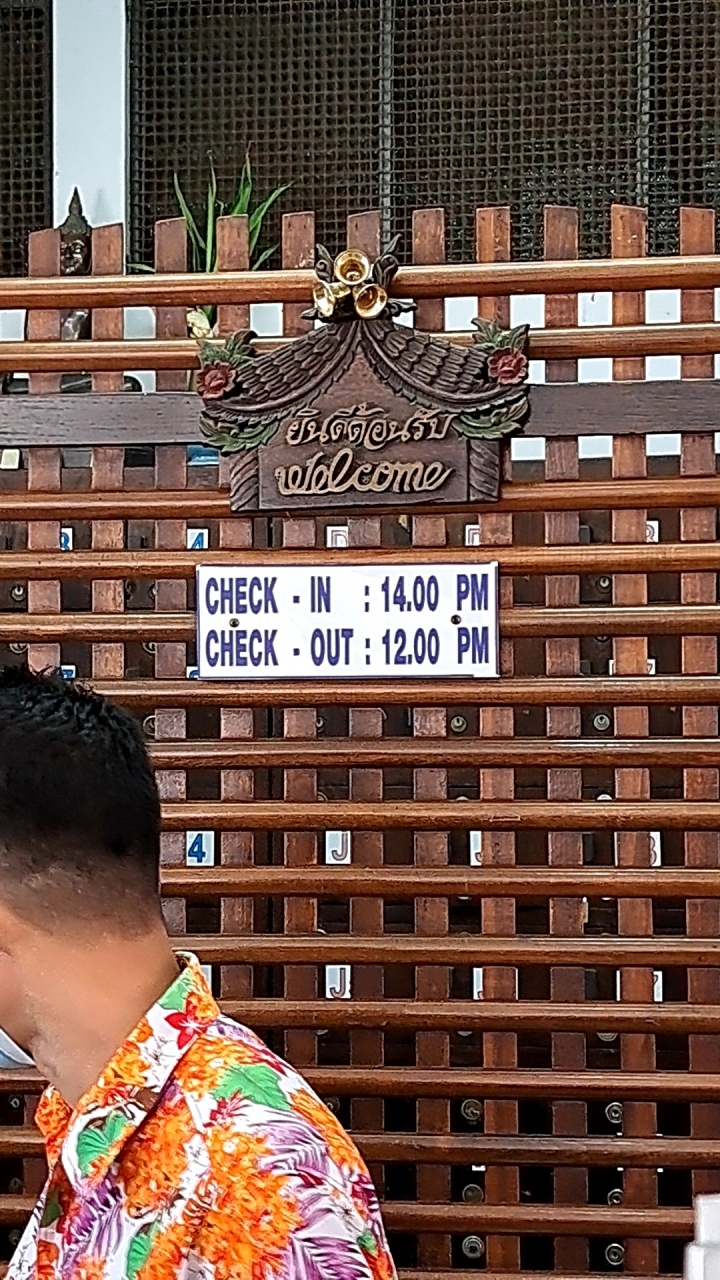 ยินดีต้อนรับ
welcome
CHECK - IN : 14.00 PM
CHECK - OUT : 12.00 PM
4
J
J